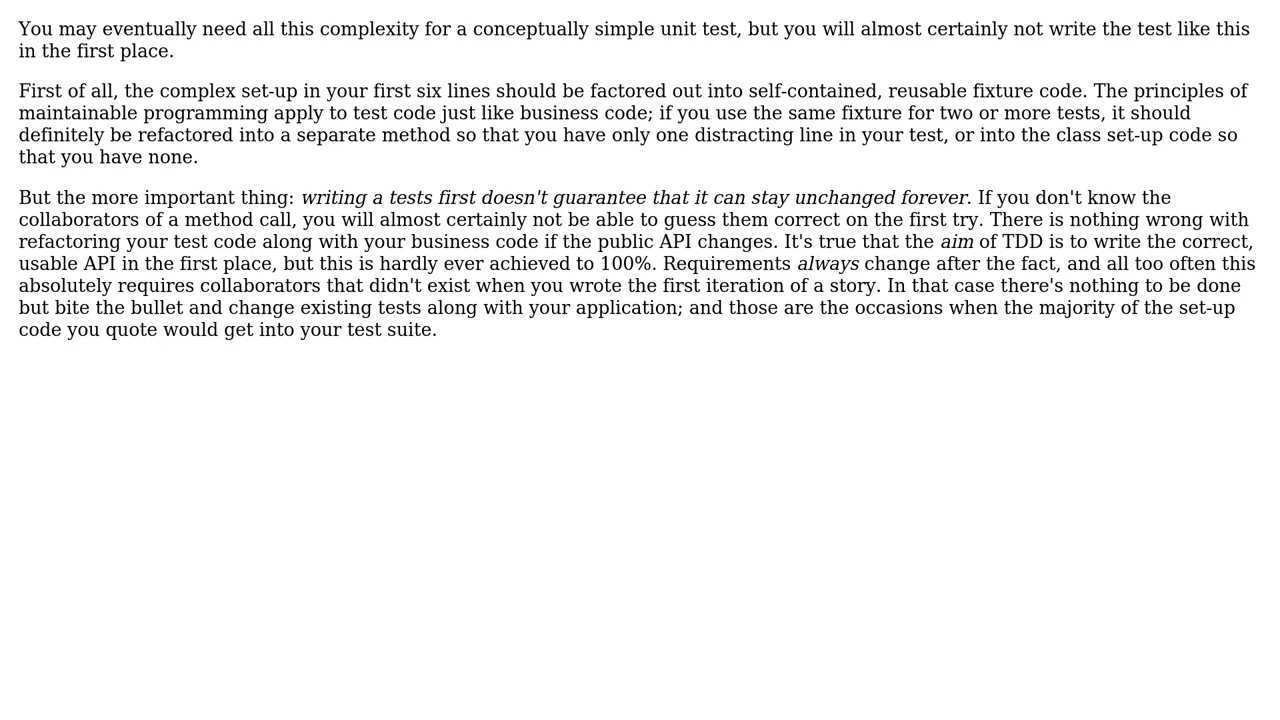 You may eventually need all this complexity for a conceptually simple unit test, but you will almost certainly not write the test like this
in the first place.
First of all, the complex set-up in your first six lines should be factored out into self-contained, reusable fixture code. The principles of
maintainable programming apply to test code just like business code; if you use the same fixture for two or more tests, it should
definitely be refactored into a separate method so that you have only one distracting line in your test, or into the class set-up code so
that you have none.
But the more important thing: writing a tests first doesn't guarantee that it can stay unchanged forever. If you don't know the
collaborators of a method call, you will almost certainly not be able to guess them correct on the first try. There is nothing wrong with
refactoring your test code along with your business code if the public API changes. It's true that the aim of TDD is to write the correct,
usable API in the first place, but this is hardly ever achieved to 100%. Requirements always change after the fact, and all too often this
absolutely requires collaborators that didn't exist when you wrote the first iteration of a story. In that case there's nothing to be done
but bite the bullet and change existing tests along with your application; and those are the occasions when the majority of the set-up
code you quote would get into your test suite.